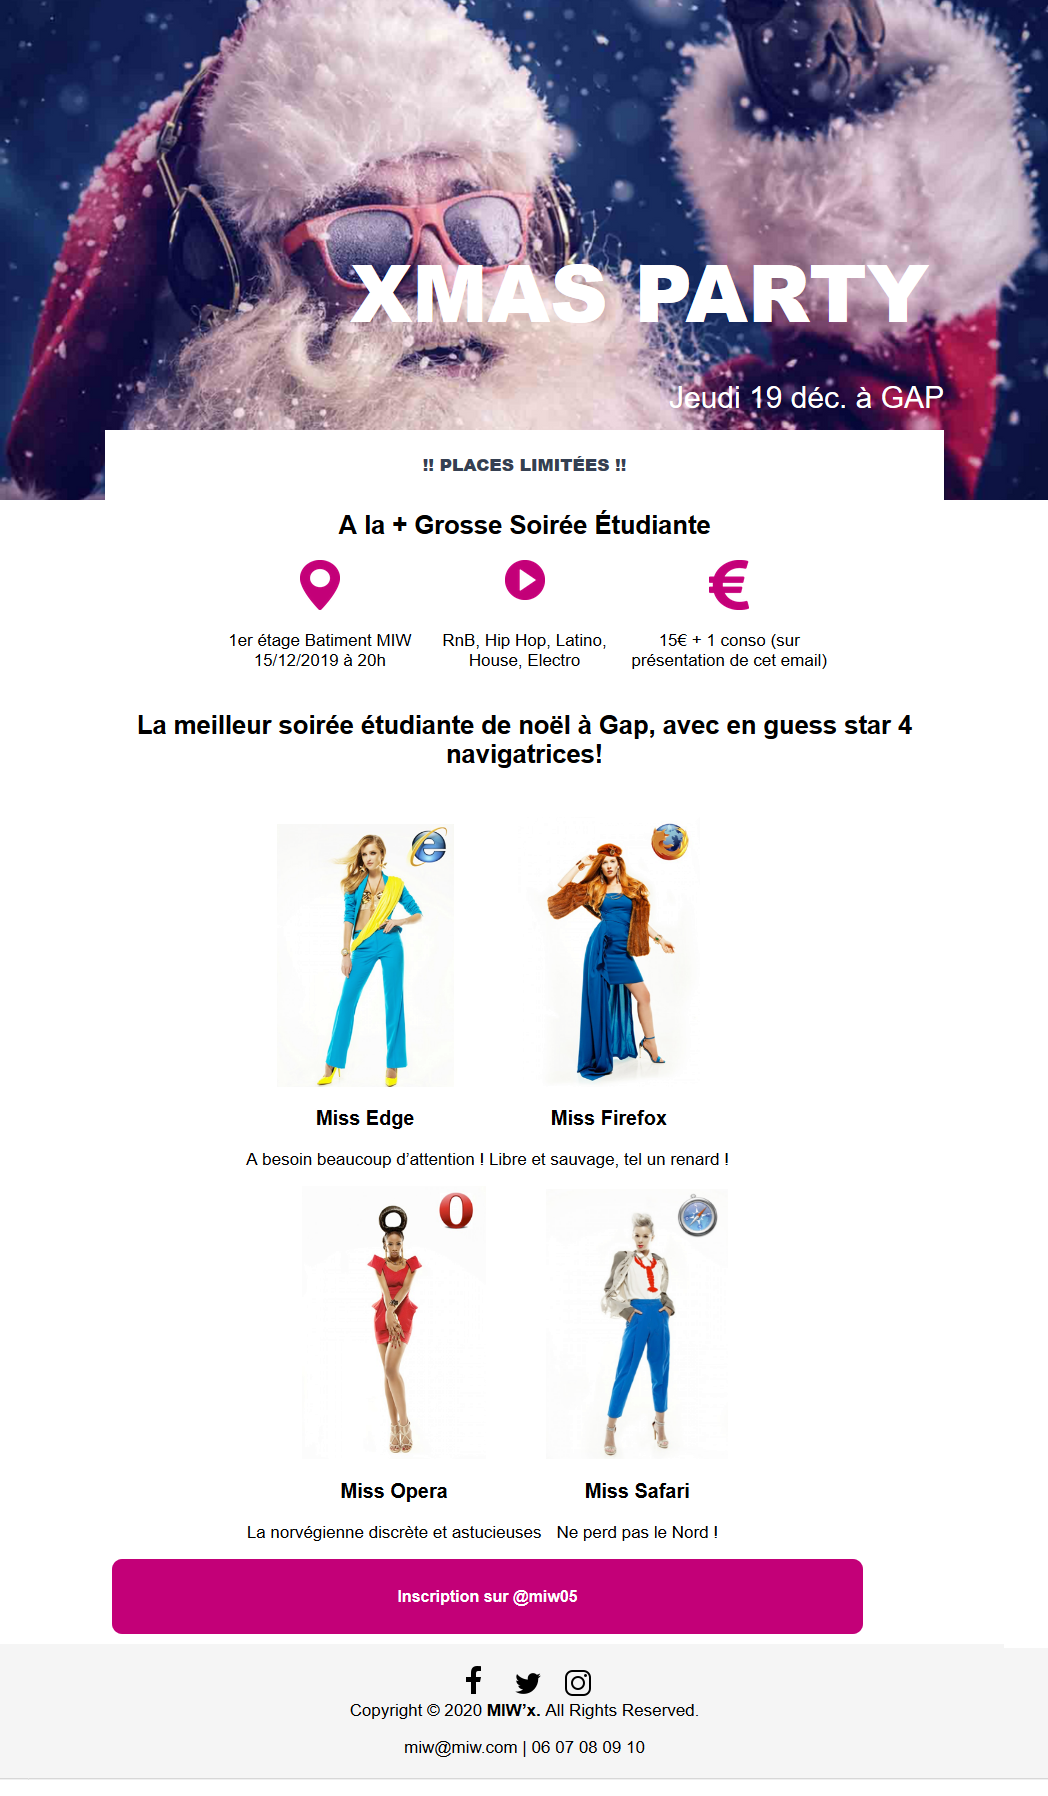 XMAS PARTY
Jeudi 19 déc. à GAP
!! PLACES LIMITÉES !!
A la + Grosse Soirée Étudiante
1er étage Batiment MIW
15/12/2019 à 20h
RnB, Hip Hop, Latino,
House, Electro
15€ + 1 conso (sur
présentation de cet email)
La meilleur soirée étudiante de noël à Gap, avec en guess star 4
navigatrices!
Miss Edge
A besoin beaucoup d’attention !
Miss Firefox
Libre et sauvage, tel un renard !
Miss Opera
La norvégienne discrète et astucieuses
Miss Safari
Ne perd pas le Nord !
Inscription sur @miw05
Copyright © 2020 MIW’x. All Rights Reserved.
miw@miw.com | 06 07 08 09 10